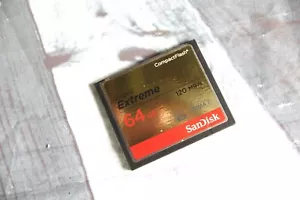 CompactFlash®
Extreme
120 MB/s
64
SanDisk